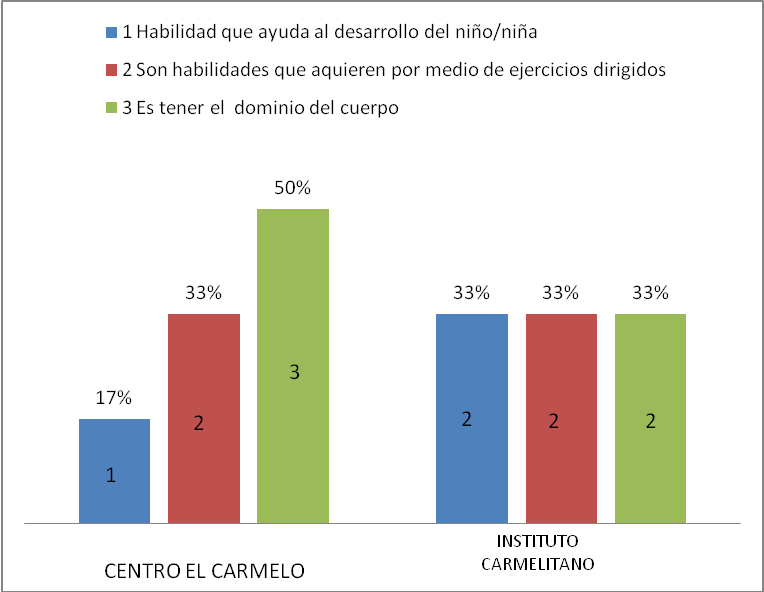 1 Habilidad que ayuda al desarrollo del niño/niña
2 Son habilidades que aquieren por medio de ejercicios dirigidos
3 Es tener el  dominio del cuerpo
50%
33%
33%
33%
33%
17%
3
2
1
2
2
2
CENTRO EL CARMELO
INSTITUTO
CARMELITANO